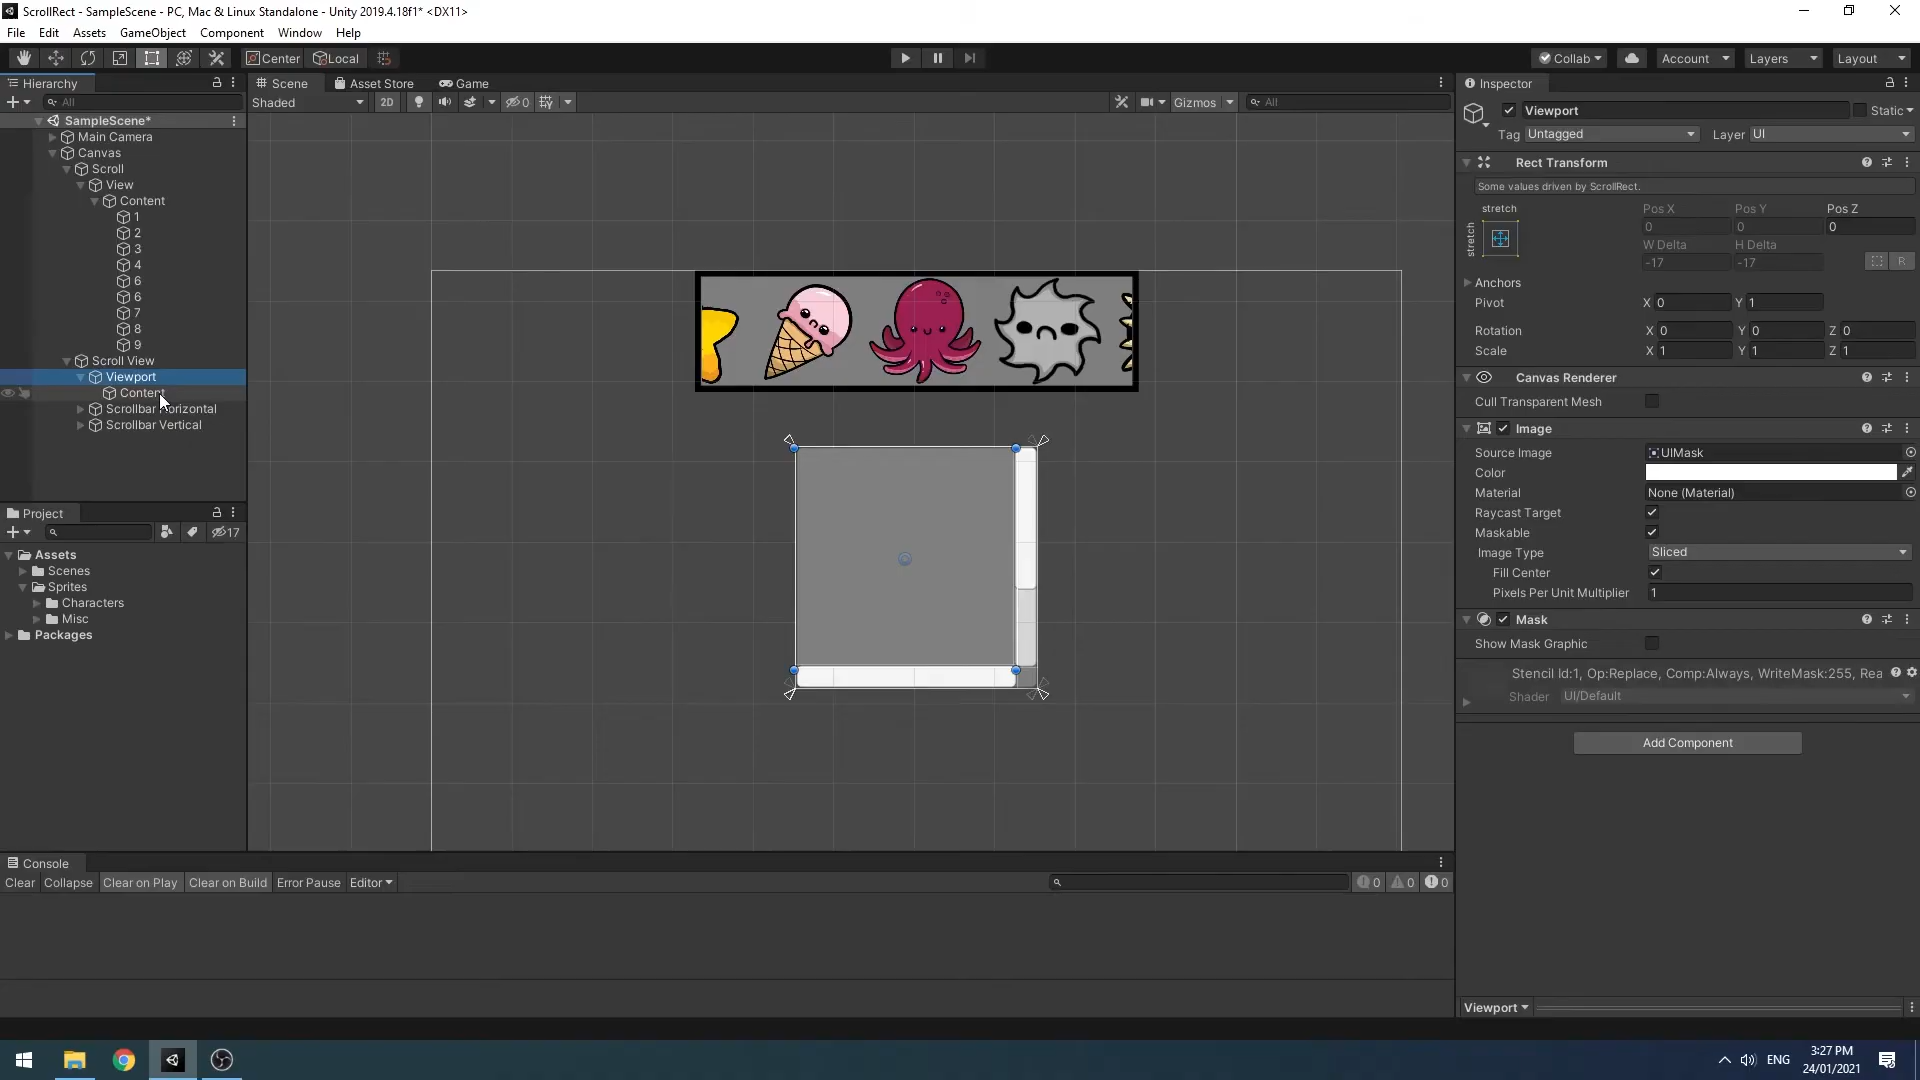 ScrollRect - SampleScene - PC, Mac & Linux Standalone - Unity 2019.4.18f1* <DX11>
File Edit Assets GameObject Component Window Help
Center Local Collab Account Layers Layout
Hierarchy
All
SampleScene*
Main Camera
Canvas
Scroll
View
Content
1
2
3
4
6
6
7
8
9
Scroll View
Viewport
Content
Scrollbar Horizontal
Scrollbar Vertical
Project
17
Assets
Scenes
Sprites
Characters
Misc
Packages
Scene Asset Store Game
Shaded 2D 0 Gizmos All
Console
Clear Collapse Clear on Play Clear on Build Error Pause Editor 0 0 0
Inspector
Viewport Static
Tag Untagged Layer UI
Rect Transform
Some values driven by ScrollRect.
stretch Pos X Pos Y Pos Z
stretch 0 0 0
W Delta H Delta
-17 -17 R
Anchors
Pivot X 0 Y 1
Rotation X 0 Y 0 Z 0
Scale X 1 Y 1 Z 1
Canvas Renderer
Cull Transparent Mesh
Image
Source Image UIMask
Color
Material None (Material)
Raycast Target
Maskable
Image Type Sliced
Fill Center
Pixels Per Unit Multiplier 1
Mask
Show Mask Graphic
Stencil Id:1, Op:Replace, Comp:Always, WriteMask:255, Rea
Shader UI/Default
Add Component
Viewport
ENG 3:27 PM
24/01/2021